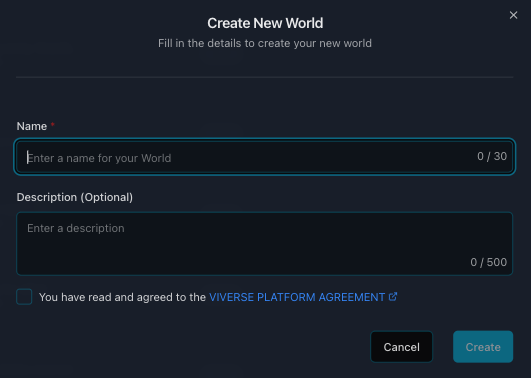 Create New World
Fill in the details to create your new world
Name *
Enter a name for your World
0 / 30
Description (Optional)
Enter a description
0 / 500
You have read and agreed to the VIVERSE PLATFORM AGREEMENT
Cancel
Create